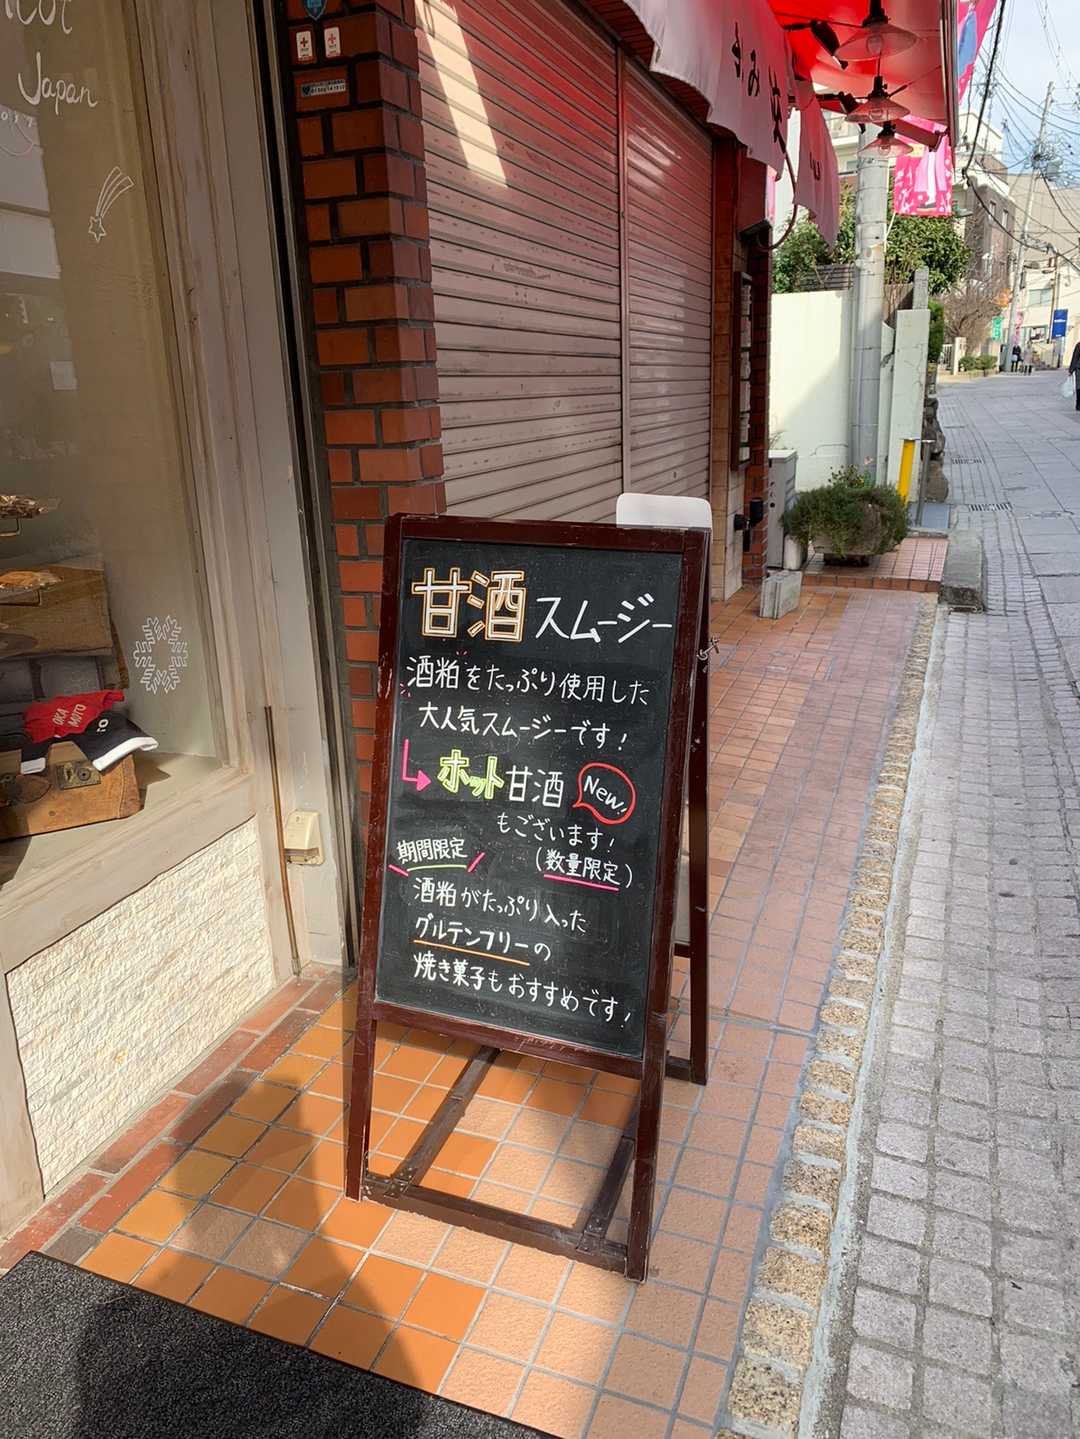 Japan
OKA
MOTO
甘酒スムージー
酒粕をたっぷり使用した
大人気スムージーです!
ホット甘酒 New!
もございます!
(数量限定)
期間限定
酒粕がたっぷり入った
グルテンフリーの
焼き菓子もおすすめです!